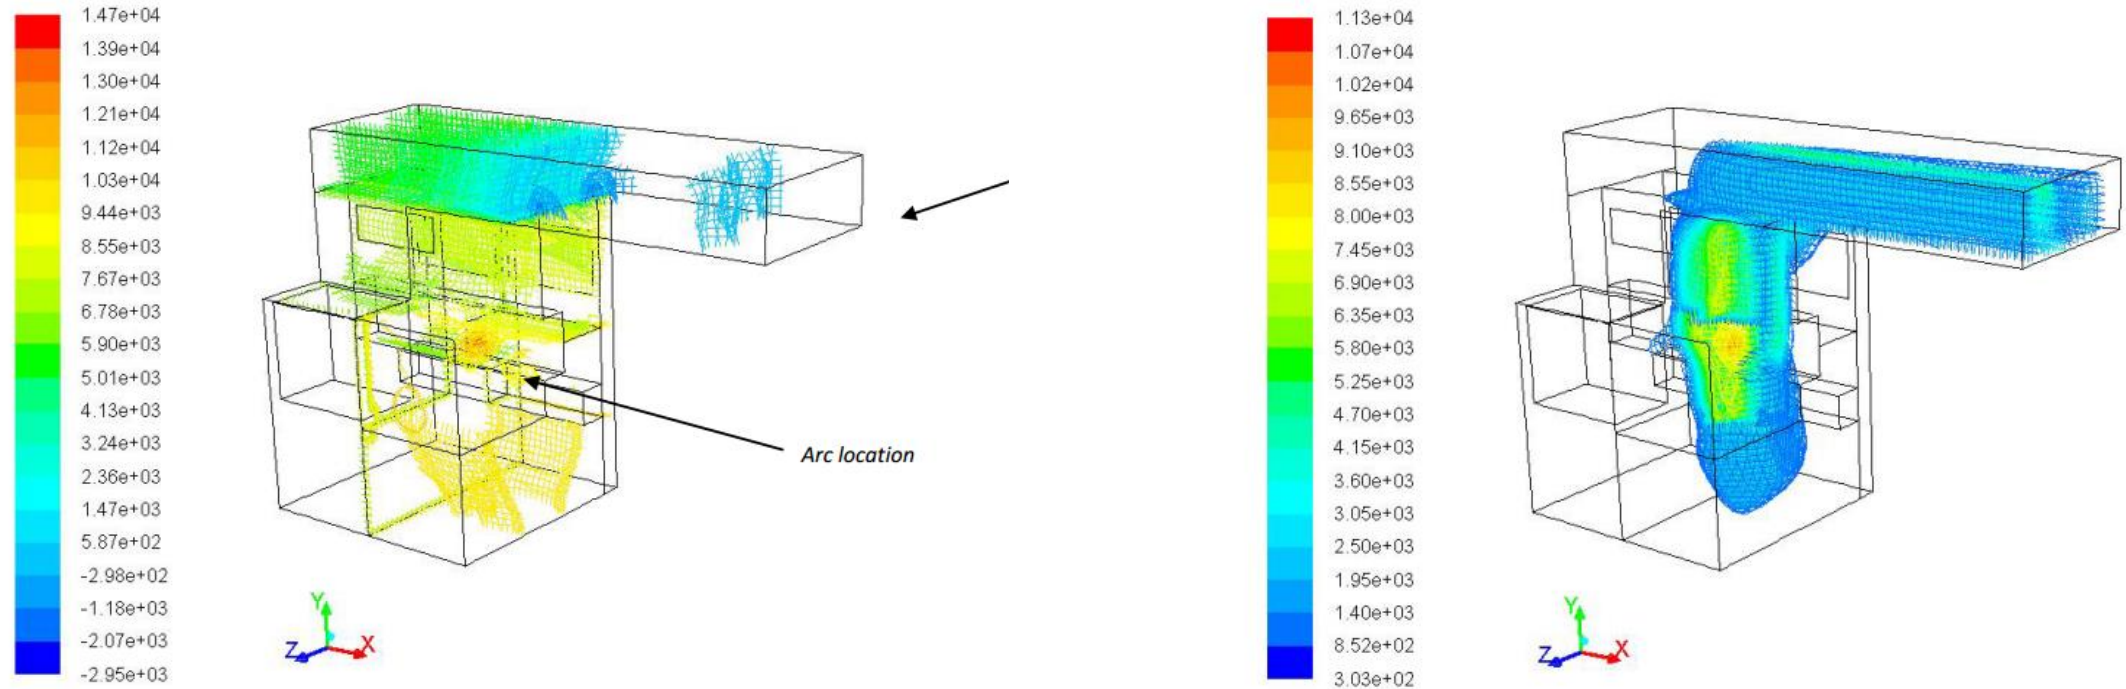 1.47e+04
1.39e+04
1.30e+04
1.21e+04
1.12e+04
1.03e+04
9.44e+03
8.55e+03
7.67e+03
6.78e+03
5.90e+03
5.01e+03
4.13e+03
3.24e+03
2.36e+03
1.47e+03
5.87e+02
-2.98e+02
-1.18e+03
-2.07e+03
-2.95e+03
Arc location
Y
Z
X
1.13e+04
1.07e+04
1.02e+04
9.65e+03
9.10e+03
8.55e+03
8.00e+03
7.45e+03
6.90e+03
6.35e+03
5.80e+03
5.25e+03
4.70e+03
4.15e+03
3.60e+03
3.05e+03
2.50e+03
1.95e+03
1.40e+03
8.52e+02
3.03e+02
Y
Z
X